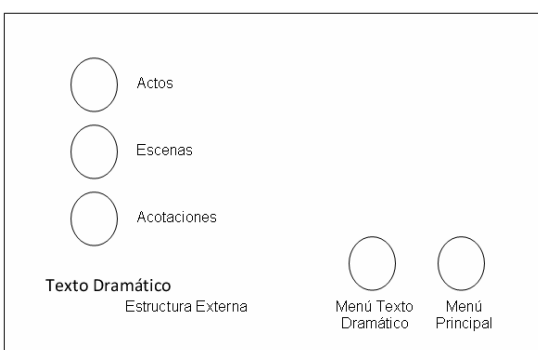 Actos
Escenas
Acotaciones
Texto Dramático
Estructura Externa
Menú Texto
Dramático
Menú
Principal